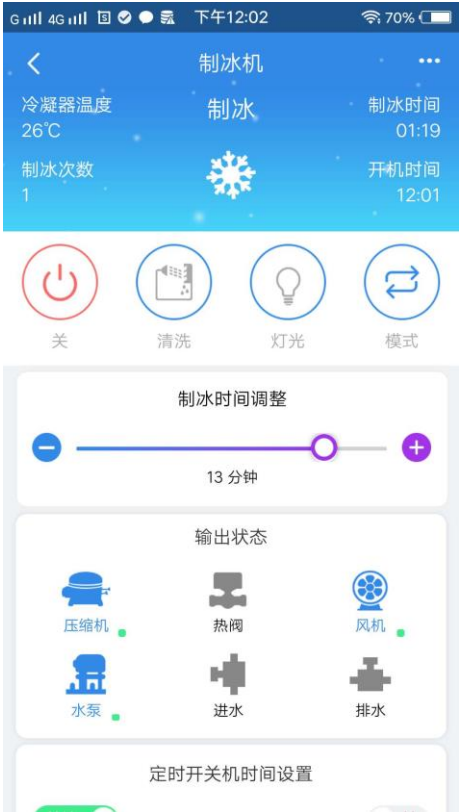 G 4G 下午12:02 70%
制冰机
冷凝器温度 制冰 制冰时间
26℃ 01:19
制冰次数 开机时间
1 12:01
关 清洗 灯光 模式
制冰时间调整
13 分钟
输出状态
压缩机 热阀 风机
水泵 进水 排水
定时开关机时间设置